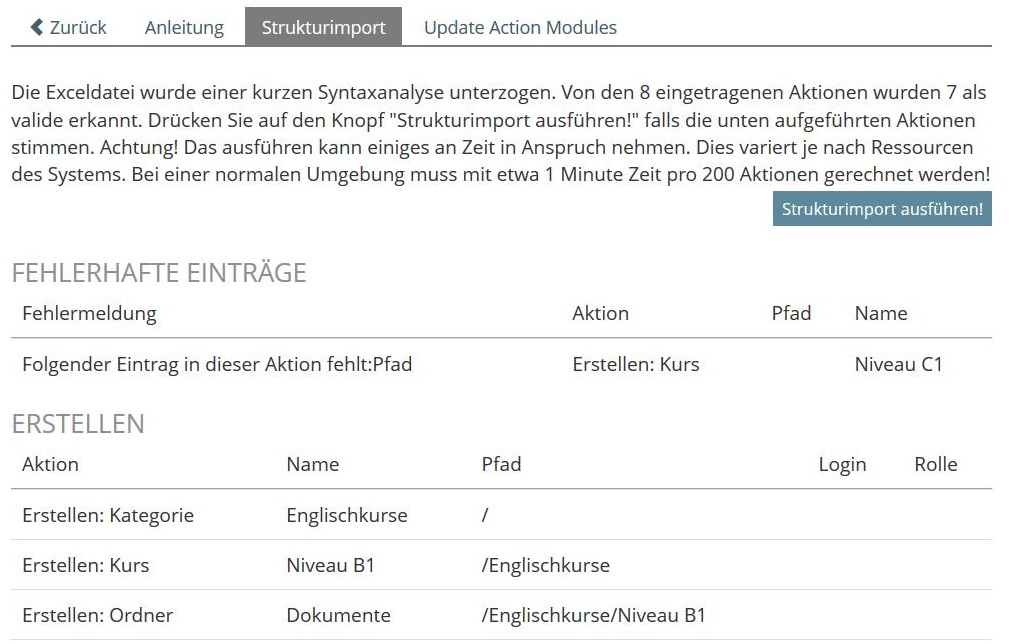 Zurück Anleitung Strukturimport Update Action Modules
Die Exceldatei wurde einer kurzen Syntaxanalyse unterzogen. Von den 8 eingetragenen Aktionen wurden 7 als
valide erkannt. Drücken Sie auf den Knopf "Strukturimport ausführen!" falls die unten aufgeführten Aktionen
stimmen. Achtung! Das ausführen kann einiges an Zeit in Anspruch nehmen. Dies variert je nach Ressourcen
des Systems. Bei einer normalen Umgebung muss mit etwa 1 Minute Zeit pro 200 Aktionen gerechnet werden!
Strukturimport ausführen!
FEHLERHAFTE EINTRÄGE
Fehlermeldung Aktion Pfad Name
Folgender Eintrag in dieser Aktion fehlt:Pfad Erstellen: Kurs Niveau C1
ERSTELLEN
Aktion Name Pfad Login Rolle
Erstellen: Kategorie Englischkurse /
Erstellen: Kurs Niveau B1 /Englischkurse
Erstellen: Ordner Dokumente /Englischkurse/Niveau B1